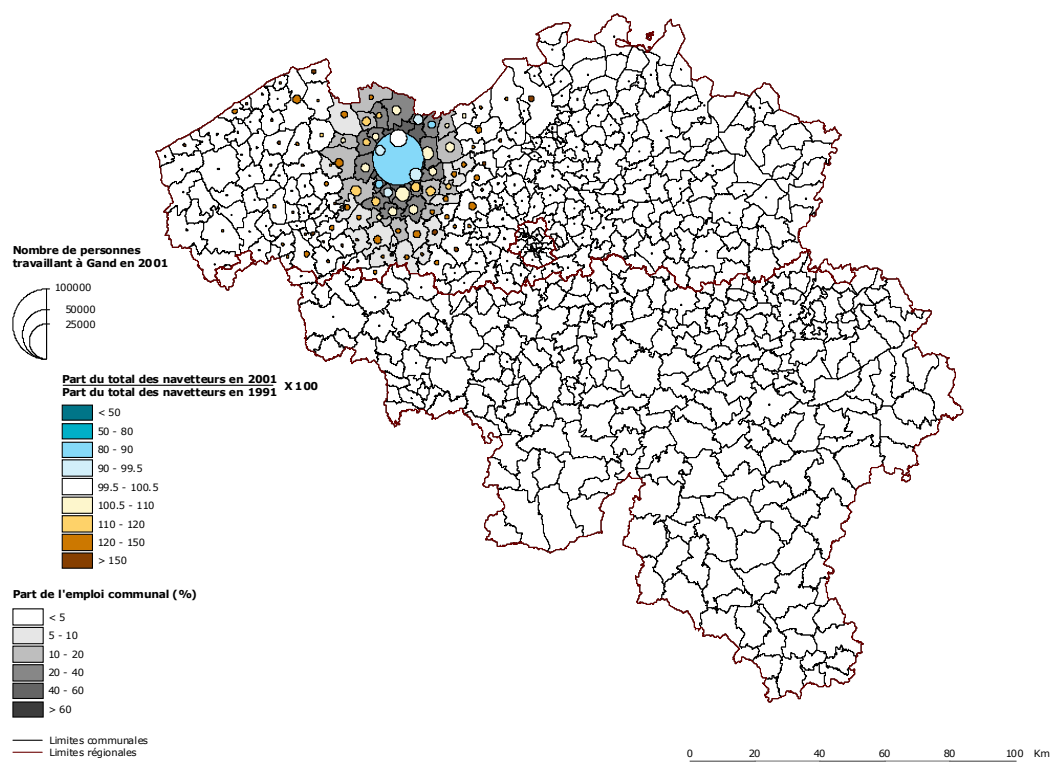 Nombre de personnes
travaillant à Gand en 2001
100000
50000
25000
Part du total des navetteurs en 2001
Part du total des navetteurs en 1991
X 100
< 50
50 - 80
80 - 90
90 - 99.5
99.5 - 100.5
100.5 - 110
110 - 120
120 - 150
> 150
Part de l'emploi communal (%)
< 5
5 - 10
10 - 20
20 - 40
40 - 60
> 60
Limites communales
Limites régionales
0 20 40 60 80 100 Km